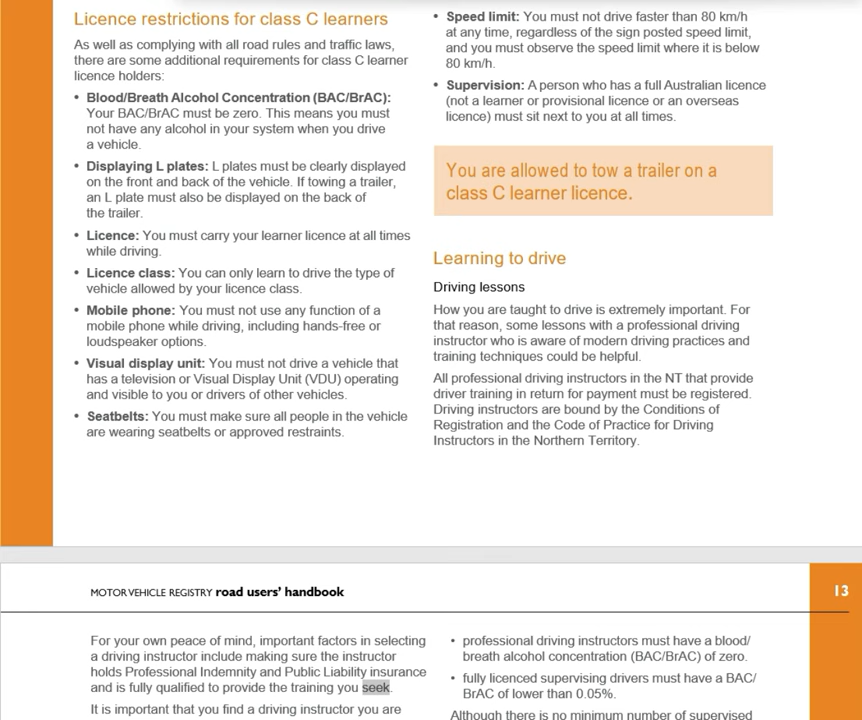 Licence restrictions for class C learners
As well as complying with all road rules and traffic laws,
there are some additional requirements for class C learner
licence holders:
• Blood/Breath Alcohol Concentration (BAC/BrAC):
Your BAC/BrAC must be zero. This means you must
not have any alcohol in your system when you drive
a vehicle.
• Displaying L plates: L plates must be clearly displayed
on the front and back of the vehicle. If towing a trailer,
an L plate must also be displayed on the back of
the trailer.
• Licence: You must carry your learner licence at all times
while driving.
• Licence class: You can only learn to drive the type of
vehicle allowed by your licence class.
• Mobile phone: You must not use any function of a
mobile phone while driving, including hands-free or
loudspeaker options.
• Visual display unit: You must not drive a vehicle that
has a television or Visual Display Unit (VDU) operating
and visible to you or drivers of other vehicles.
• Seatbelts: You must make sure all people in the vehicle
are wearing seatbelts or approved restraints.
• Speed limit: You must not drive faster than 80 km/h
at any time, regardless of the sign posted speed limit,
and you must observe the speed limit where it is below
80 km/h.
• Supervision: A person who has a full Australian licence
(not a learner or provisional licence or an overseas
licence) must sit next to you at all times.
You are allowed to tow a trailer on a
class C learner licence.
Learning to drive
Driving lessons
How you are taught to drive is extremely important. For
that reason, some lessons with a professional driving
instructor who is aware of modern driving practices and
training techniques could be helpful.
All professional driving instructors in the NT that provide
driver training in return for payment must be registered.
Driving instructors are bound by the Conditions of
Registration and the Code of Practice for Driving
Instructors in the Northern Territory.
MOTOR VEHICLE REGISTRY road users' handbook
13
For your own peace of mind, important factors in selecting
a driving instructor include making sure the instructor
holds Professional Indemnity and Public Liability insurance
and is fully qualified to provide the training you seek.
It is important that you find a driving instructor you are
• professional driving instructors must have a blood/
breath alcohol concentration (BAC/BrAC) of zero.
• fully licenced supervising drivers must have a BAC/
BrAC of lower than 0.05%.
Although there is no minimum number of supervised